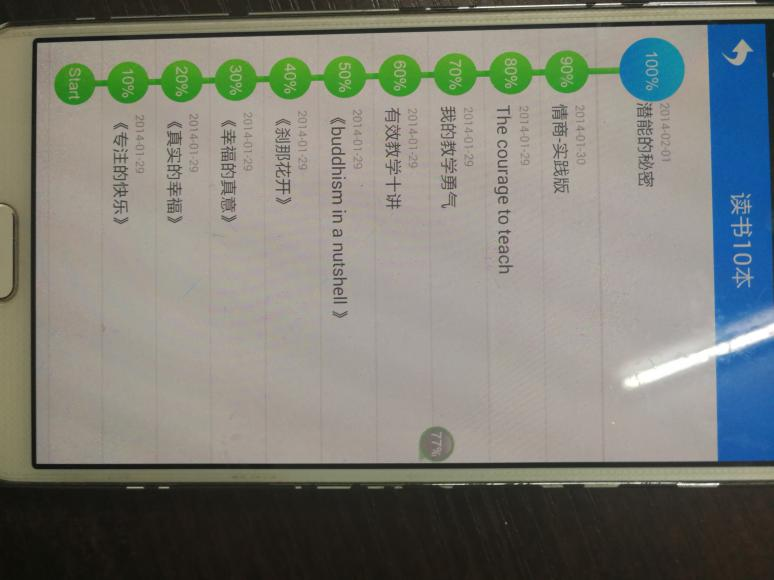 读书10本
100%
2014-02-01
潜能的秘密
90%
2014-01-30
情商·实践版
80%
2014-01-29
The courage to teach
70%
2014-01-29
我的教学勇气
60%
2014-01-29
有效教学十讲
50%
2014-01-29
《buddhism in a nutshell 》
40%
2014-01-29
《刹那花开》
30%
2014-01-29
《幸福的真意》
20%
2014-01-29
《真实的幸福》
10%
2014-01-29
《专注的快乐》
Start
77%